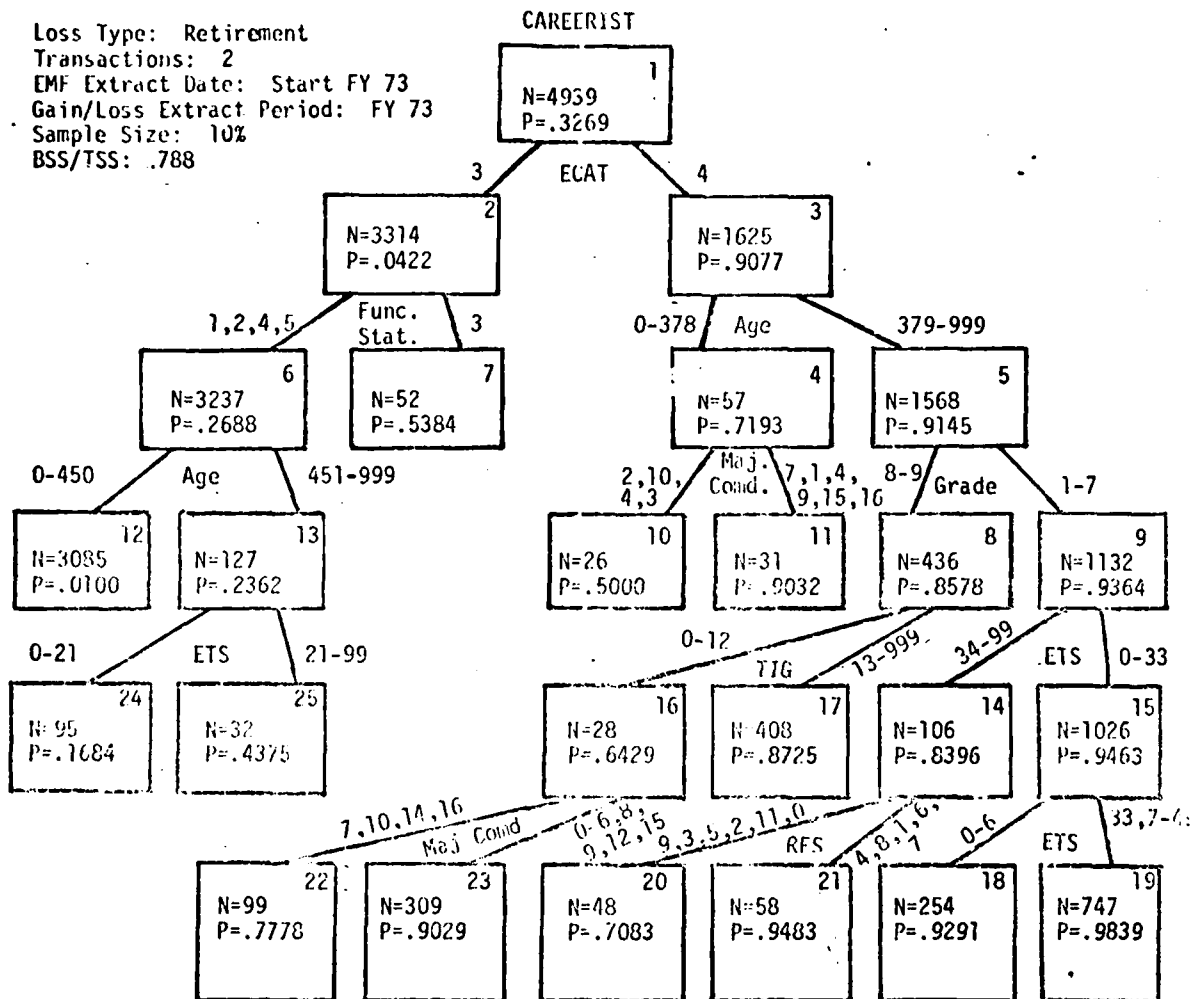 CAREERIST
Loss Type: Retirement
Transactions: 2
EMF Extract Date: Start FY 73
Gain/Loss Extract Period: FY 73
Sample Size: 10%
BSS/TSS: .788
1
N=4939
P=.3269
3 ECAT 4
2
N=3314
P=.0422
3
N=1625
P=.9077
1,2,4,5 Func. Stat. 3
0-378 Age 379-999
6
N=3237
P=.2688
7
N=52
P=.5384
4
N=57
P=.7193
5
N=1568
P=.9145
0-450 Age 451-999
2,10,
4,3
Maj.
Comd.
7,1,4,
9,15,16
8-9 Grade 1-7
12
N=3085
P=.0100
13
N=127
P=.2362
10
N=26
P=.5000
11
N=31
P=.9032
8
N=436
P=.8578
9
N=1132
P=.9364
0-21 ETS 21-99
0-12 TIG 13-999
34-99 ETS 0-33
24
N=95
P=.1684
25
N=32
P=.4375
16
N=28
P=.6429
17
N=408
P=.8725
14
N=106
P=.8396
15
N=1026
P=.9463
7,10,14,16 Maj Comd 0-6,8,
9,12,15
9,3,5,2,11,0 RES 4,8,1,6,
7
0-6 ETS 33,7-
22
N=99
P=.7778
23
N=309
P=.9029
20
N=48
P=.7083
21
N=58
P=.9483
18
N=254
P=.9291
19
N=747
P=.9839